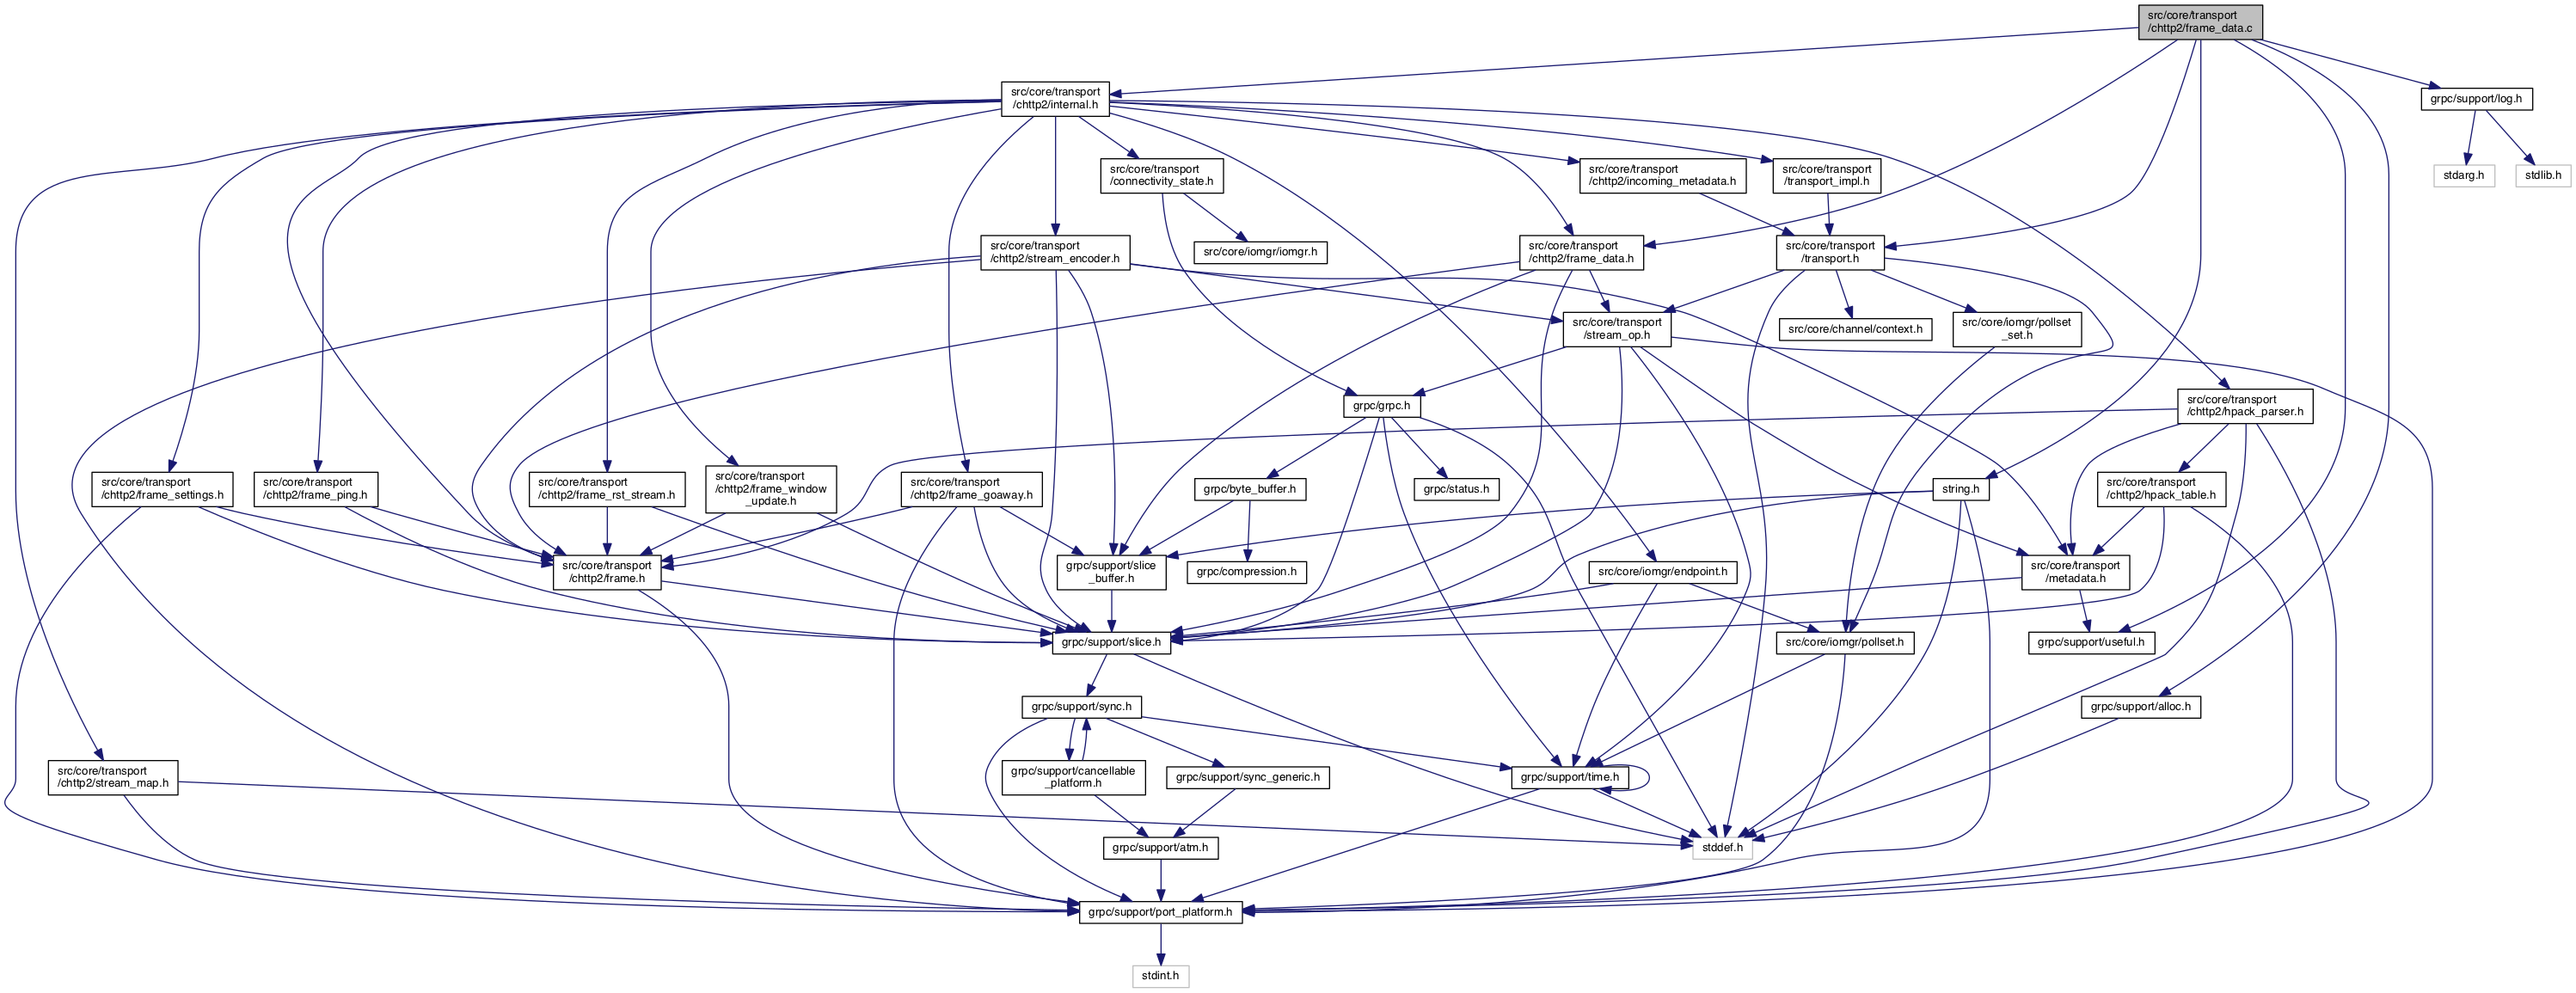 src/core/transport
/chttp2/frame_data.c
src/core/transport
/chttp2/internal.h
grpc/support/log.h
src/core/transport
/connectivity_state.h
src/core/transport
/chttp2/incoming_metadata.h
src/core/transport
/transport_impl.h
stdarg.h
stdlib.h
src/core/transport
/chttp2/stream_encoder.h
src/core/iomgr/iomgr.h
src/core/transport
/chttp2/frame_data.h
src/core/transport
/transport.h
src/core/transport
/stream_op.h
src/core/channel/context.h
src/core/iomgr/pollset
_set.h
grpc/grpc.h
src/core/transport
/chttp2/hpack_parser.h
src/core/transport
/chttp2/frame_settings.h
src/core/transport
/chttp2/frame_ping.h
src/core/transport
/chttp2/frame_rst_stream.h
src/core/transport
/chttp2/frame_window
_update.h
src/core/transport
/chttp2/frame_goaway.h
grpc/byte_buffer.h
grpc/status.h
string.h
src/core/transport
/chttp2/hpack_table.h
src/core/transport
/chttp2/frame.h
grpc/support/slice
_buffer.h
grpc/compression.h
src/core/iomgr/endpoint.h
src/core/transport
/metadata.h
grpc/support/slice.h
src/core/iomgr/pollset.h
grpc/support/useful.h
grpc/support/sync.h
grpc/support/alloc.h
src/core/transport
/chttp2/stream_map.h
grpc/support/cancellable
_platform.h
grpc/support/sync_generic.h
grpc/support/time.h
grpc/support/atm.h
stddef.h
grpc/support/port_platform.h
stdint.h